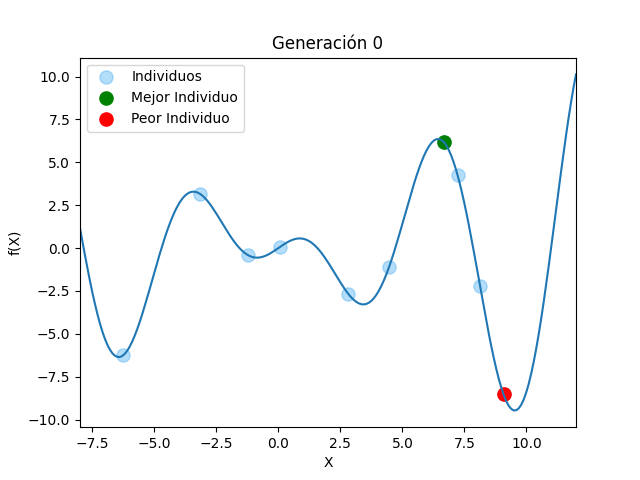 Generación 0
Individuos
Mejor Individuo
Peor Individuo
10.0
7.5
5.0
2.5
0.0
−2.5
−5.0
−7.5
−10.0
f(X)
−7.5 −5.0 −2.5 0.0 2.5 5.0 7.5 10.0
X